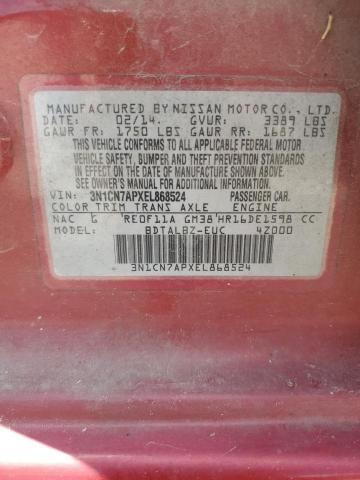 MANUFACTURED BY NISSAN MOTOR CO., LTD.
DATE: 02/14. GVWR: 3389 LBS
GAWR FR: 1750 LBS GAWR RR: 1687 LBS
THIS VEHICLE CONFORMS TO ALL APPLICABLE FEDERAL MOTOR
VEHICLE SAFETY, BUMPER AND THEFT PREVENTION STANDARDS
IN EFFECT ON THE DATE OF MANUFACTURE SHOWN ABOVE.
See OWNER'S MANUAL For ADDITIONAL INFORMATION.
VIN: 3N1CN7APXEL868524 PASSENGER CAR.
COLOR TRIM TRANS AXLE ENGINE
NAC G RE0F11A GM38 HR16DE1598 CC
MODEL: BDTALBZ-EUC 4Z000
3N1CN7APXEL868524